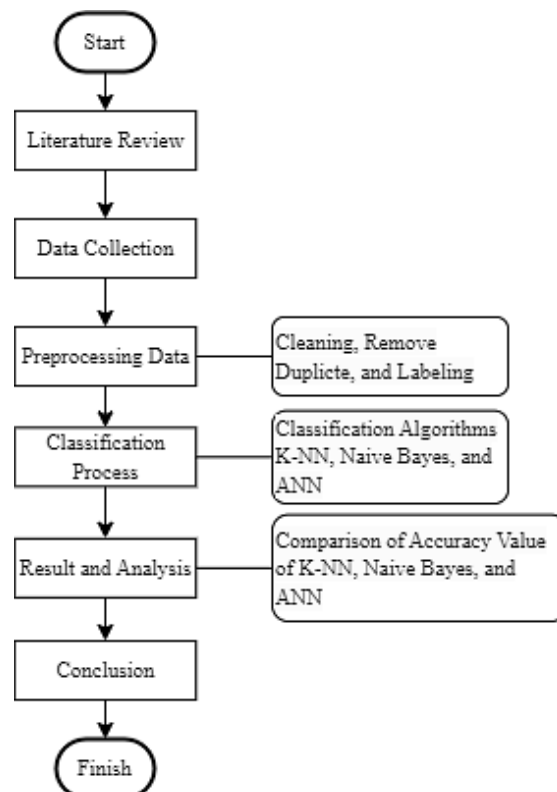 Start
Literature Review
Data Collection
Preprocessing Data
Cleaning, Remove
Duplicte, and Labeling
Classification
Process
Classification Algorithms
K-NN, Naive Bayes, and
ANN
Result and Analysis
Comparison of Accuracy Value
of K-NN, Naive Bayes, and
ANN
Conclusion
Finish